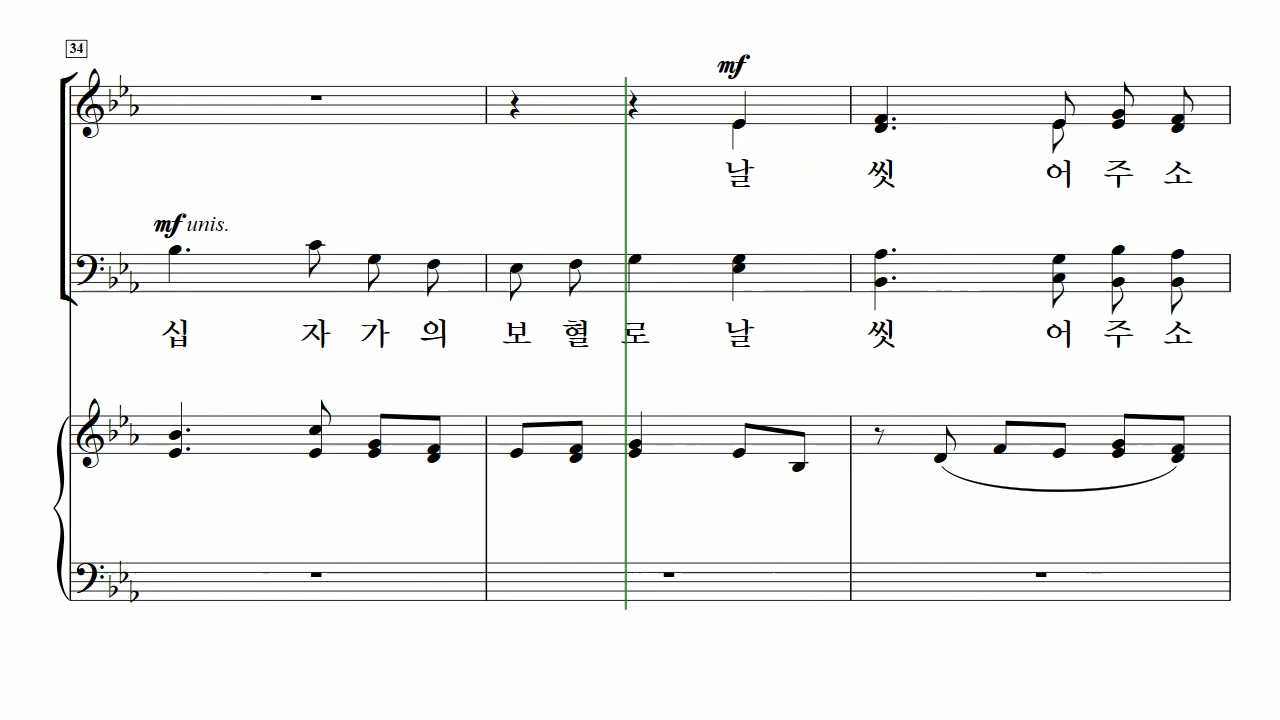 34
mf
날 씻 어 주 소
mf unis.
십 자 가 의 보 혈 로 날 씻 어 주 소